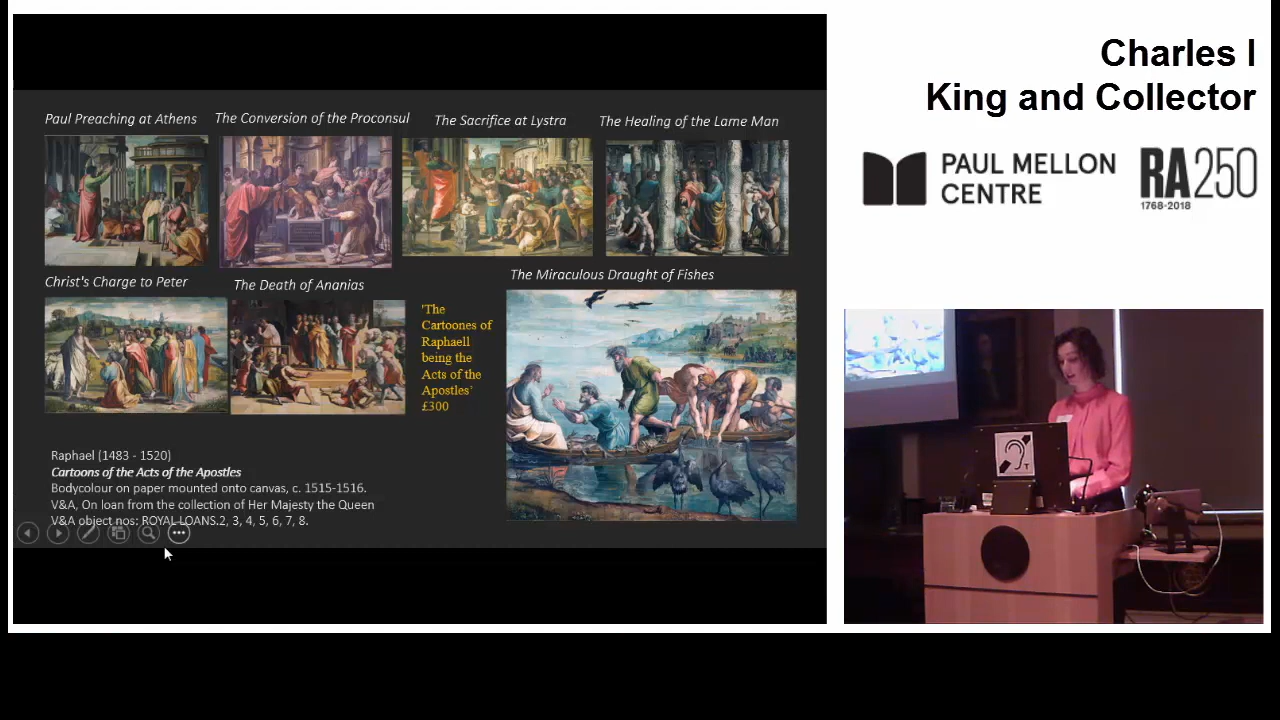 Paul Preaching at Athens
The Conversion of the Proconsul
The Sacrifice at Lystra
The Healing of the Lame Man
Christ's Charge to Peter
The Death of Ananias
The Miraculous Draught of Fishes
'The
Cartoones of
Raphaell
being the
Acts of the
Apostles'
£300
Raphael (1483 - 1520)
Cartoons of the Acts of the Apostles
Bodycolour on paper mounted onto canvas, c. 1515-1516.
V&A, On loan from the collection of Her Majesty the Queen
V&A object nos: ROYAL LOANS.2, 3, 4, 5, 6, 7, 8.
Charles I
King and Collector
PAUL MELLON
CENTRE
RA250
1768-2018
T